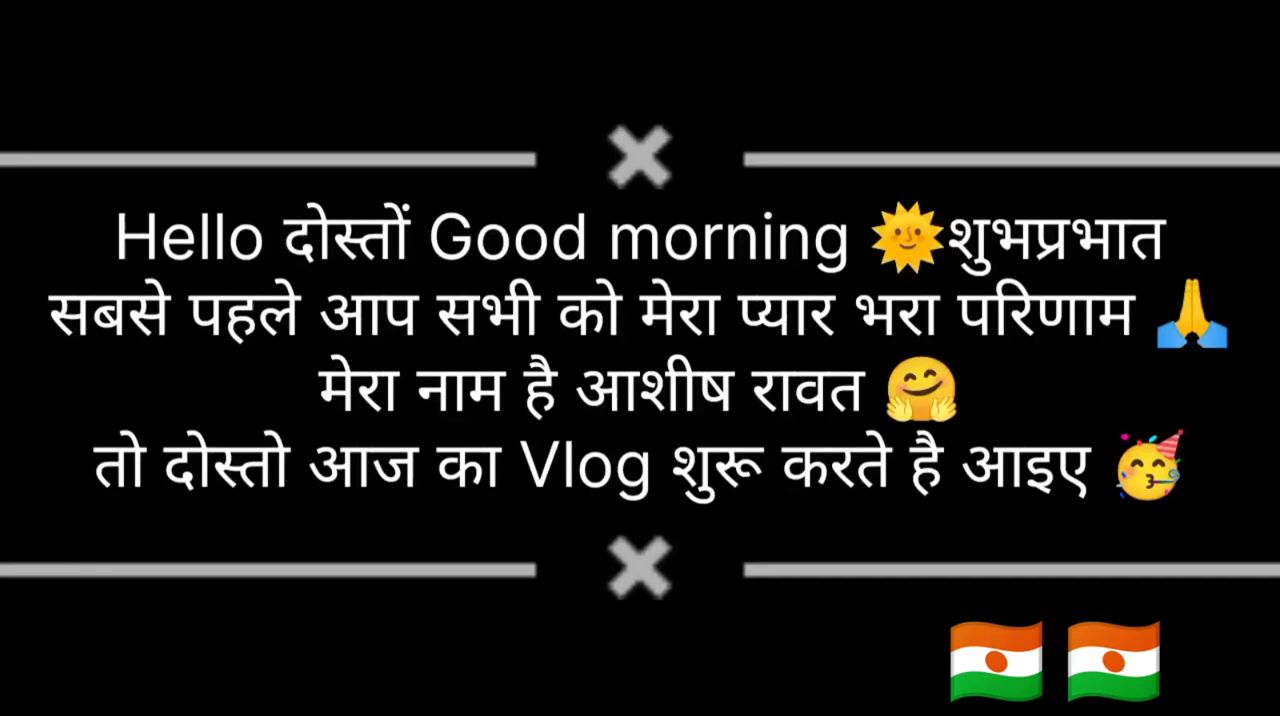 Hello दोस्तों Good morning 🌞शुभप्रभात
सबसे पहले आप सभी को मेरा प्यार भरा परिणाम 🙏
मेरा नाम है आशीष रावत 🤗
तो दोस्तो आज का Vlog शुरू करते है आइए 🥳
🇳🇪 🇳🇪